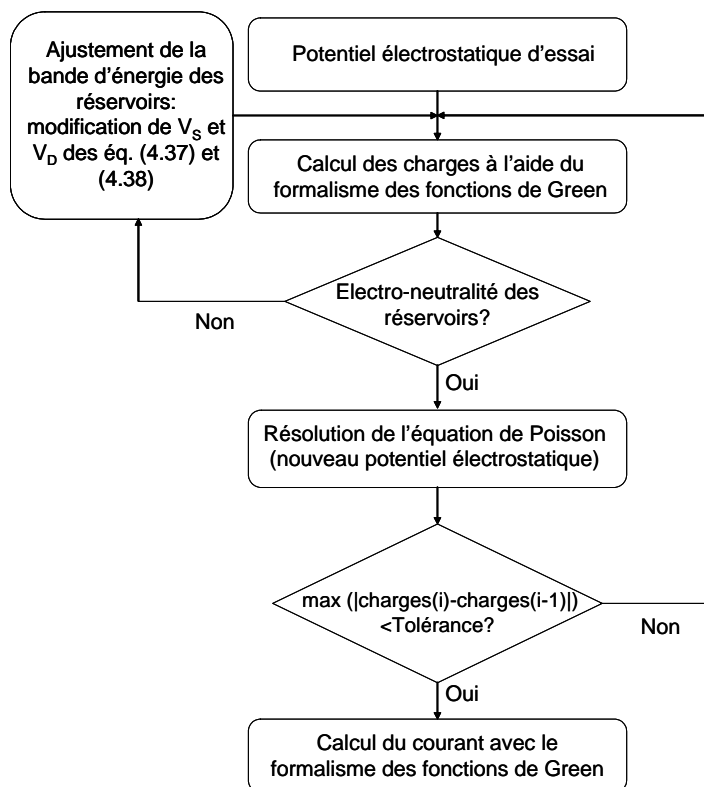 Ajustement de la
bande d'énergie des
réservoirs:
modification de V_S et
V_D des éq. (4.37) et
(4.38)
Potentiel électrostatique d'essai
Calcul des charges à l'aide du
formalisme des fonctions de Green
Electro-neutralité des
réservoirs?
Non
Oui
Résolution de l'équation de Poisson
(nouveau potentiel électrostatique)
max (|charges(i)-charges(i-1)|)
<Tolérance?
Non
Oui
Calcul du courant avec le
formalisme des fonctions de Green